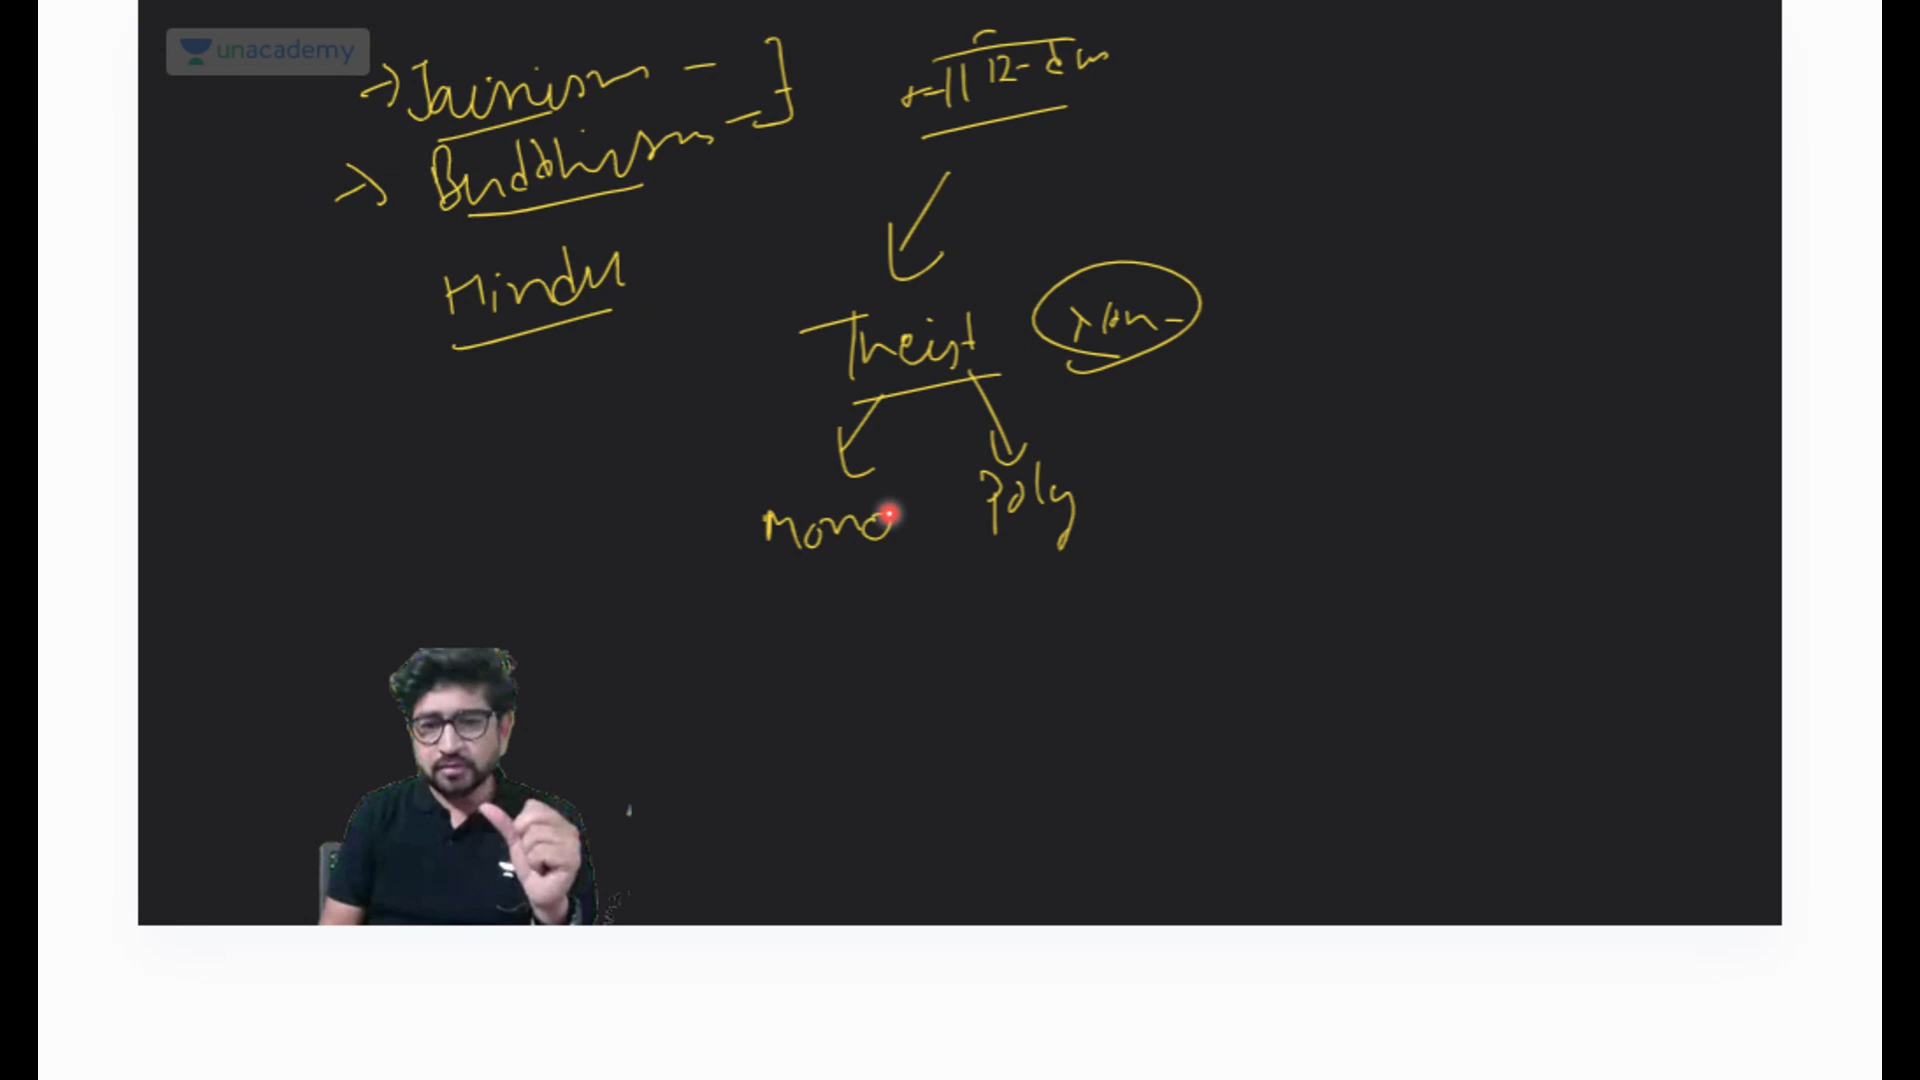 unacademy
→ Jainism -
→ Buddhism -
Hindu
Theist
Mono
Poly